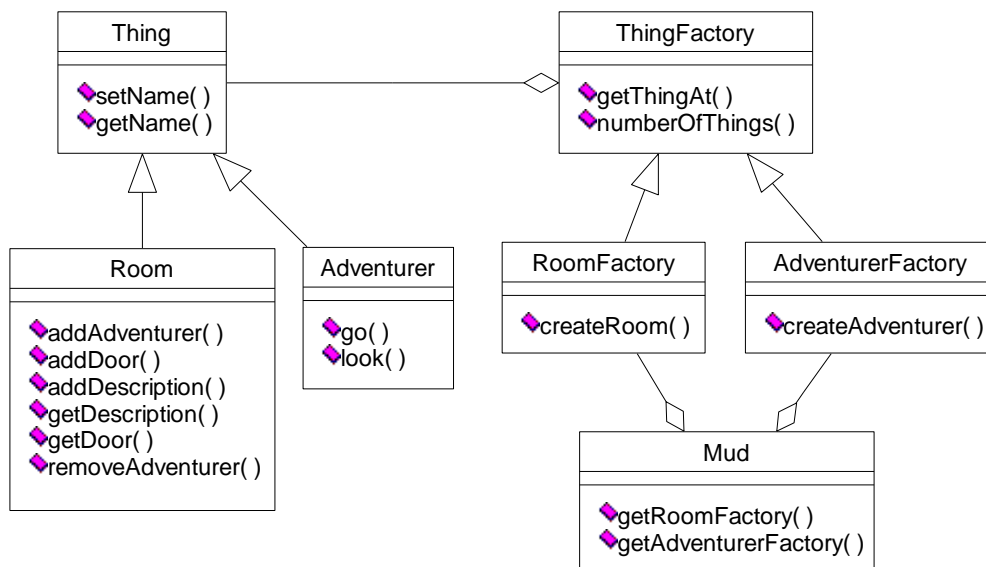 Thing
setName( )
getName( )
ThingFactory
getThingAt( )
numberOfThings( )
Room
addAdventurer( )
addDoor( )
addDescription( )
getDescription( )
getDoor( )
removeAdventurer( )
Adventurer
go( )
look( )
RoomFactory
createRoom( )
AdventurerFactory
createAdventurer( )
Mud
getRoomFactory( )
getAdventurerFactory( )